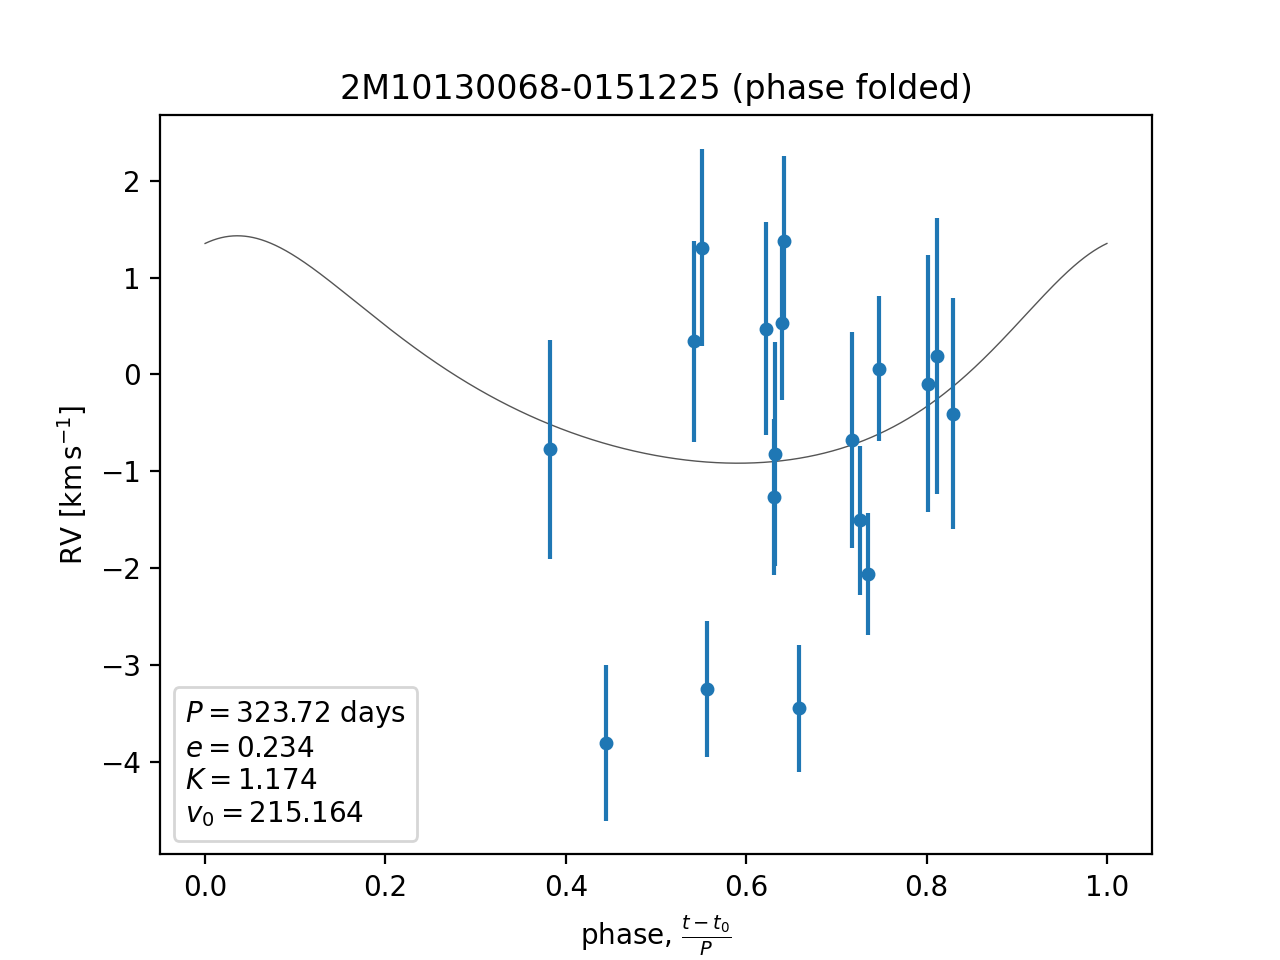 2M10130068-0151225 (phase folded)
RV [km s⁻¹]
2
1
0
−1
−2
−3
−4
P = 323.72 days
e = 0.234
K = 1.174
v₀ = 215.164
0.0 0.2 0.4 0.6 0.8 1.0
phase, (t − t₀)/P